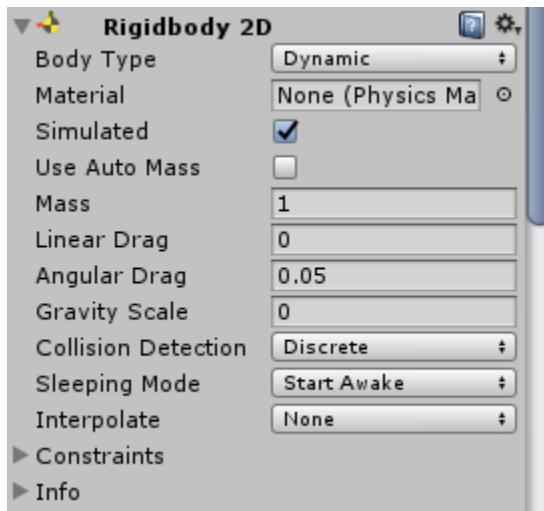 Rigidbody 2D
Body Type Dynamic
Material None (Physics Ma
Simulated
Use Auto Mass
Mass 1
Linear Drag 0
Angular Drag 0.05
Gravity Scale 0
Collision Detection Discrete
Sleeping Mode Start Awake
Interpolate None
Constraints
Info